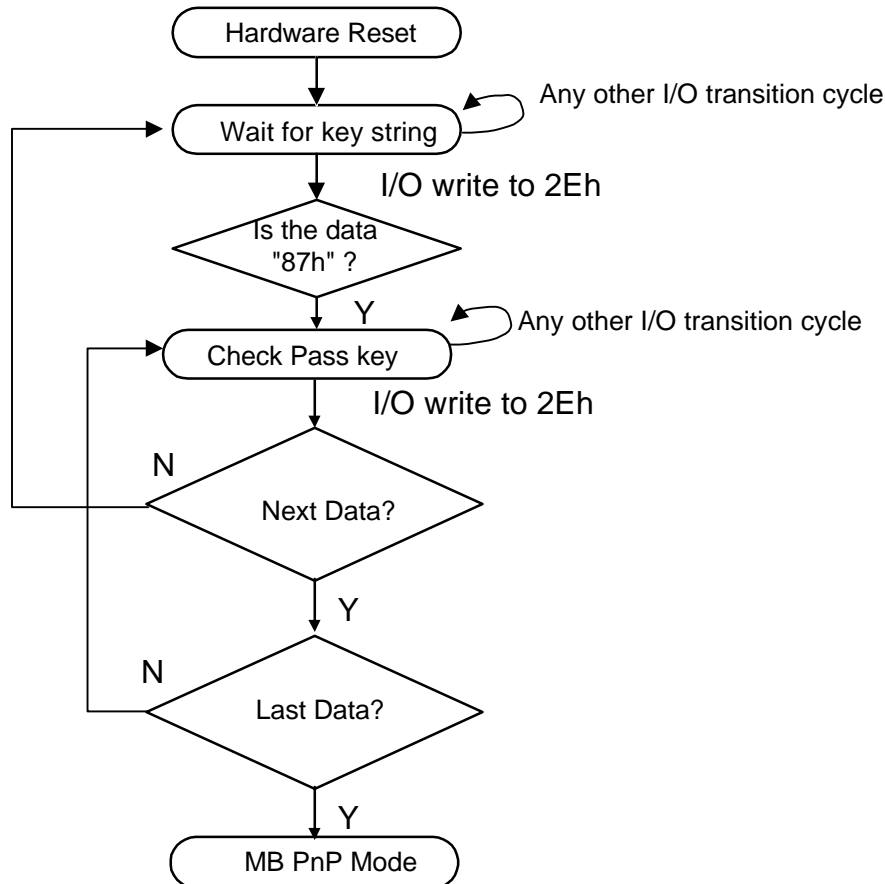 Hardware Reset
Any other I/O transition cycle
Wait for key string
I/O write to 2Eh
Is the data
"87h" ?
Y
Any other I/O transition cycle
Check Pass key
I/O write to 2Eh
N
Next Data?
Y
N
Last Data?
Y
MB PnP Mode